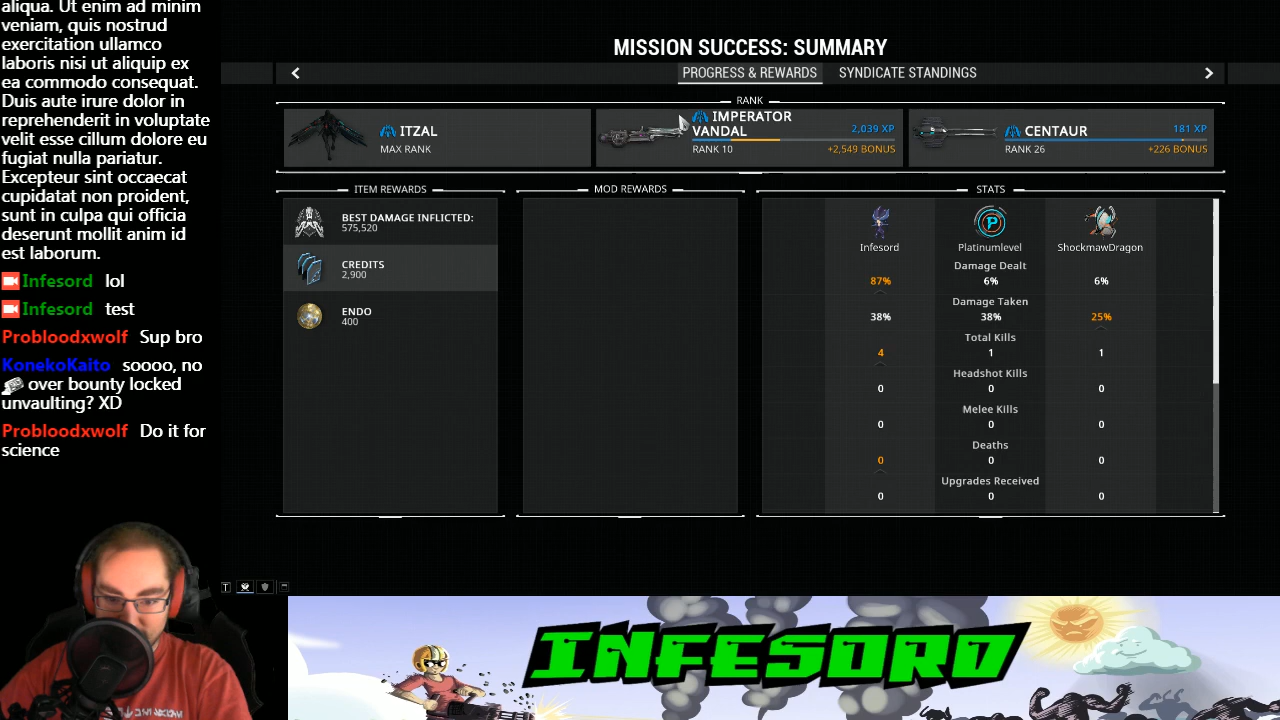 aliqua. Ut enim ad minim
veniam, quis nostrud
exercitation ullamco
laboris nisi ut aliquip ex
ea commodo consequat.
Duis aute irure dolor in
reprehenderit in voluptate
velit esse cillum dolore eu
fugiat nulla pariatur.
Excepteur sint occaecat
cupidatat non proident,
sunt in culpa qui officia
deserunt mollit anim id
est laborum.
Infesord lol
Infesord test
Probloodxwolf Sup bro
KonekoKaito soooo, no
over bounty locked
unvaulting? XD
Probloodxwolf Do it for
science
MISSION SUCCESS: SUMMARY
PROGRESS & REWARDS SYNDICATE STANDINGS
RANK
ITZAL
MAX RANK
IMPERATOR
VANDAL 2,039 XP
RANK 10 +2,549 BONUS
CENTAUR 181 XP
RANK 26 +226 BONUS
ITEM REWARDS
BEST DAMAGE INFLICTED:
575,520
CREDITS
2,900
ENDO
400
MOD REWARDS
STATS
Infesord Platinumlevel ShockmawDragon
Damage Dealt
87% 6% 6%
Damage Taken
38% 38% 25%
Total Kills
4 1 1
Headshot Kills
0 0 0
Melee Kills
0 0 0
Deaths
0 0 0
Upgrades Received
0 0 0
T
INFESORD